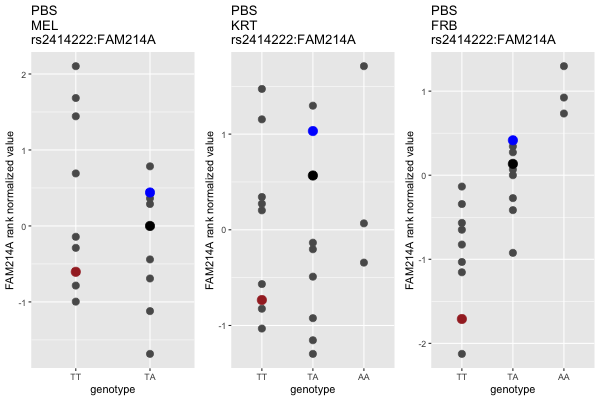 PBS
MEL
rs2414222:FAM214A
FAM214A rank normalized value
2
1
0
-1
TT
TA
genotype
PBS
KRT
rs2414222:FAM214A
FAM214A rank normalized value
1
0
-1
TT
TA
AA
genotype
PBS
FRB
rs2414222:FAM214A
FAM214A rank normalized value
1
0
-1
-2
TT
TA
AA
genotype